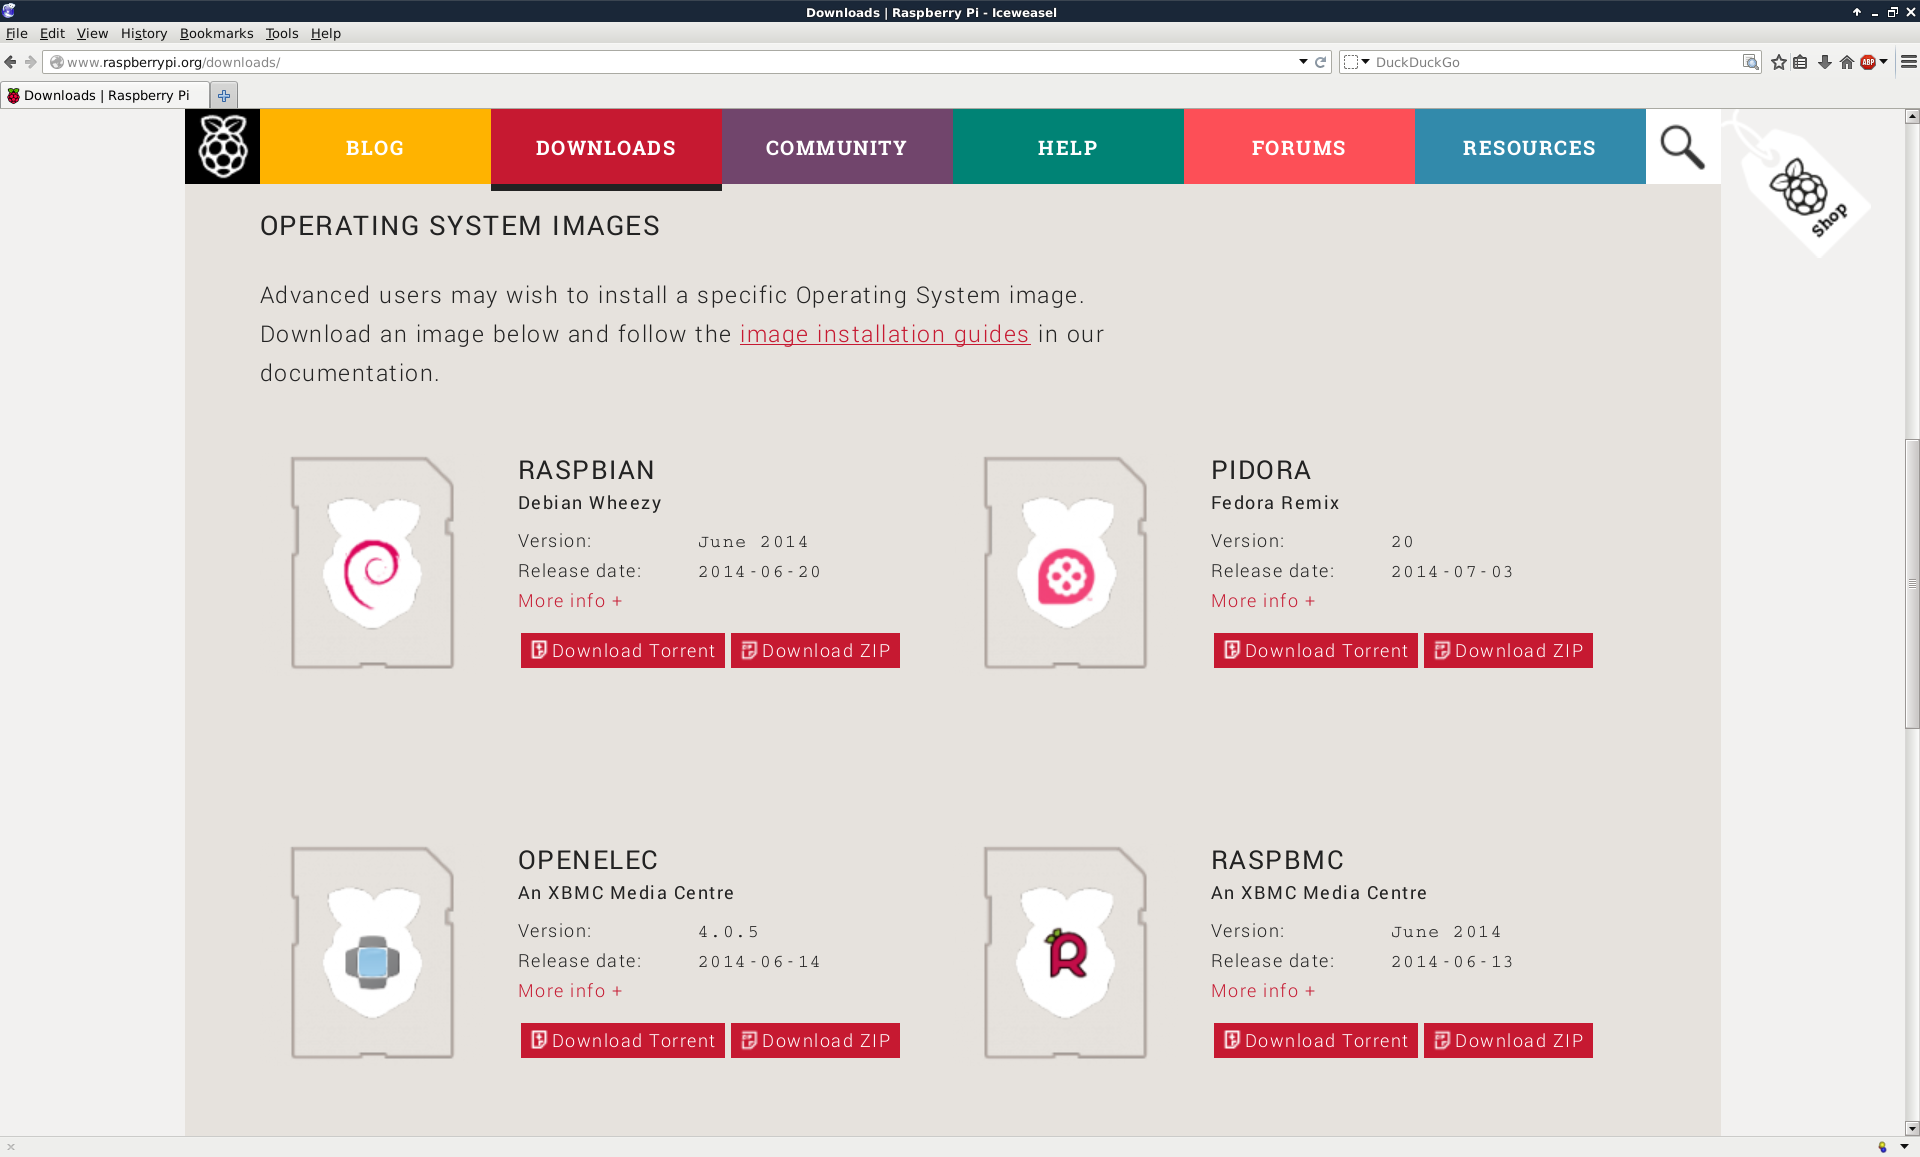 Downloads | Raspberry Pi - Iceweasel
File Edit View History Bookmarks Tools Help
www.raspberrypi.org/downloads/
DuckDuckGo
ABP
Downloads | Raspberry Pi
BLOG DOWNLOADS COMMUNITY HELP FORUMS RESOURCES
Shop
OPERATING SYSTEM IMAGES
Advanced users may wish to install a specific Operating System image.
Download an image below and follow the image installation guides in our
documentation.
RASPBIAN
Debian Wheezy
Version: June 2014
Release date: 2014-06-20
More info +
Download Torrent Download ZIP
PIDORA
Fedora Remix
Version: 20
Release date: 2014-07-03
More info +
Download Torrent Download ZIP
OPENELEC
An XBMC Media Centre
Version: 4.0.5
Release date: 2014-06-14
More info +
Download Torrent Download ZIP
RASPBMC
An XBMC Media Centre
Version: June 2014
Release date: 2014-06-13
More info +
Download Torrent Download ZIP